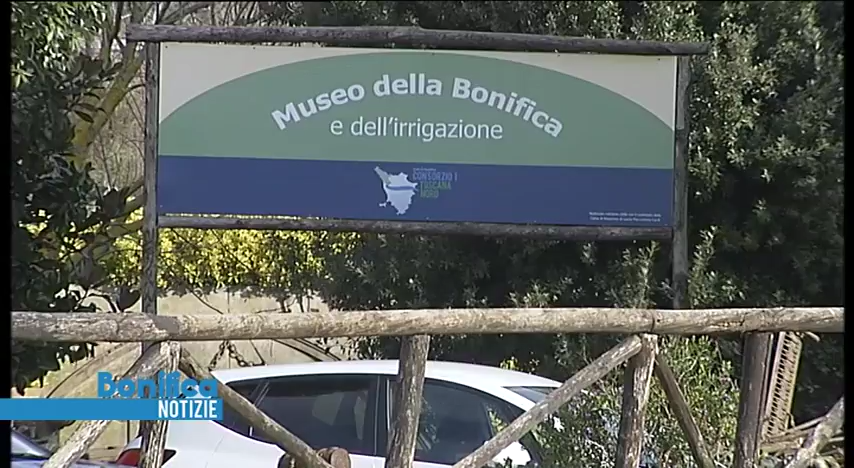 Museo della Bonifica
e dell'irrigazione
CONSORZIO 1
TOSCANA
NORD
Bonifica
NOTIZIE